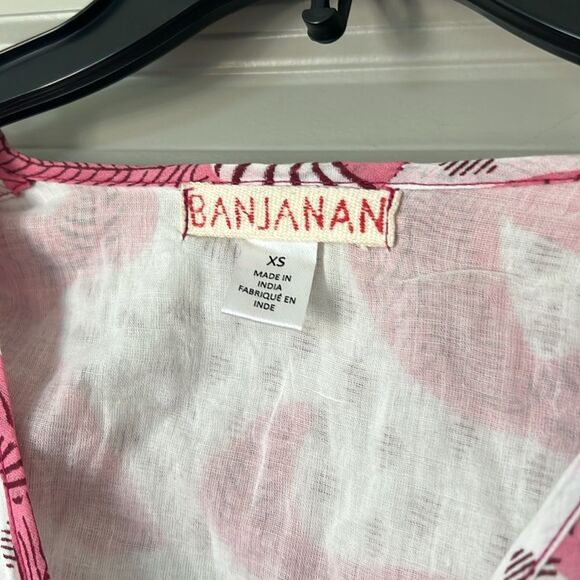 BANJANAN
XS
MADE IN
INDIA
FABRIQUÉ EN
INDE